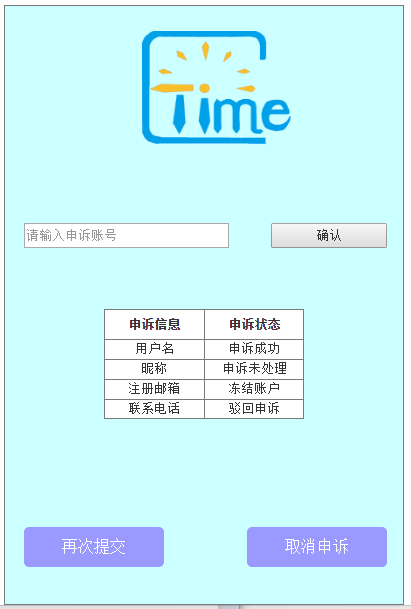 Time
请输入申诉账号 确认
申诉信息 申诉状态
用户名 申诉成功
昵称 申诉未处理
注册邮箱 冻结账户
联系电话 驳回申诉
再次提交 取消申诉